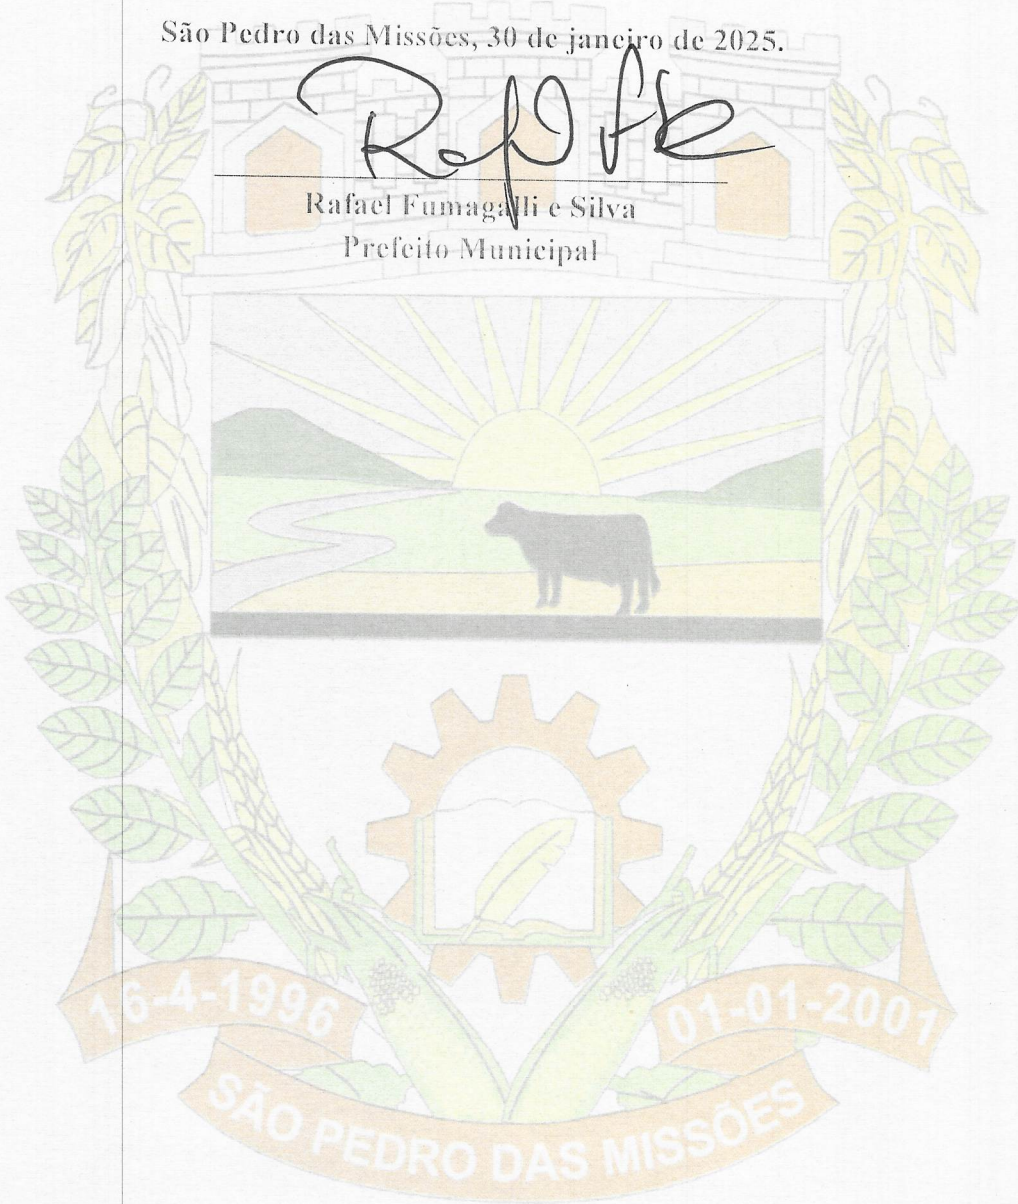 São Pedro das Missões, 30 de janeiro de 2025.
Rafael Fumagalli e Silva
Prefeito Municipal
16-4-1996
01-01-2001
SÃO PEDRO DAS MISSÕES